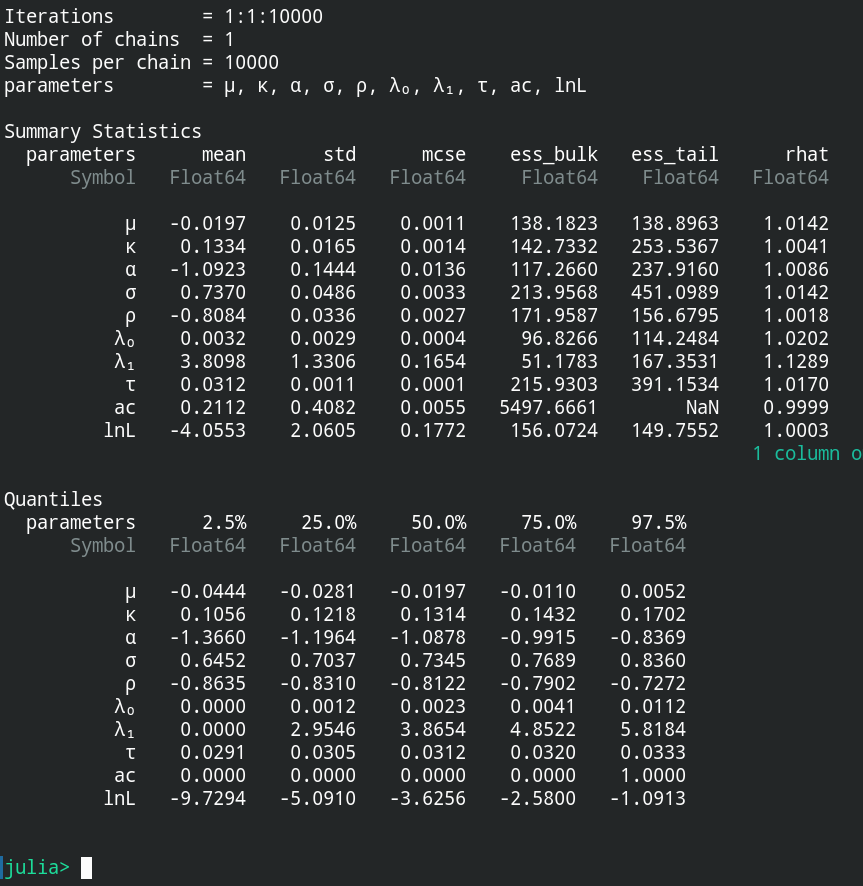 Iterations        = 1:1:10000
Number of chains  = 1
Samples per chain = 10000
parameters        = μ, κ, α, σ, ρ, λ₀, λ₁, τ, ac, lnL
Summary Statistics
  parameters      mean       std      mcse    ess_bulk   ess_tail      rhat
      Symbol   Float64   Float64   Float64     Float64    Float64   Float64
           μ   -0.0197    0.0125    0.0011    138.1823   138.8963    1.0142
           κ    0.1334    0.0165    0.0014    142.7332   253.5367    1.0041
           α   -1.0923    0.1444    0.0136    117.2660   237.9160    1.0086
           σ    0.7370    0.0486    0.0033    213.9568   451.0989    1.0142
           ρ   -0.8084    0.0336    0.0027    171.9587   156.6795    1.0018
          λ₀    0.0032    0.0029    0.0004     96.8266   114.2484    1.0202
          λ₁    3.8098    1.3306    0.1654     51.1783   167.3531    1.1289
           τ    0.0312    0.0011    0.0001    215.9303   391.1534    1.0170
          ac    0.2112    0.4082    0.0055   5497.6661        NaN    0.9999
         lnL   -4.0553    2.0605    0.1772    156.0724   149.7552    1.0003
1 column o
Quantiles
  parameters      2.5%     25.0%     50.0%     75.0%     97.5%
      Symbol   Float64   Float64   Float64   Float64   Float64
           μ   -0.0444   -0.0281   -0.0197   -0.0110    0.0052
           κ    0.1056    0.1218    0.1314    0.1432    0.1702
           α   -1.3660   -1.1964   -1.0878   -0.9915   -0.8369
           σ    0.6452    0.7037    0.7345    0.7689    0.8360
           ρ   -0.8635   -0.8310   -0.8122   -0.7902   -0.7272
          λ₀    0.0000    0.0012    0.0023    0.0041    0.0112
          λ₁    0.0000    2.9546    3.8654    4.8522    5.8184
           τ    0.0291    0.0305    0.0312    0.0320    0.0333
          ac    0.0000    0.0000    0.0000    0.0000    1.0000
         lnL   -9.7294   -5.0910   -3.6256   -2.5800   -1.0913
julia>